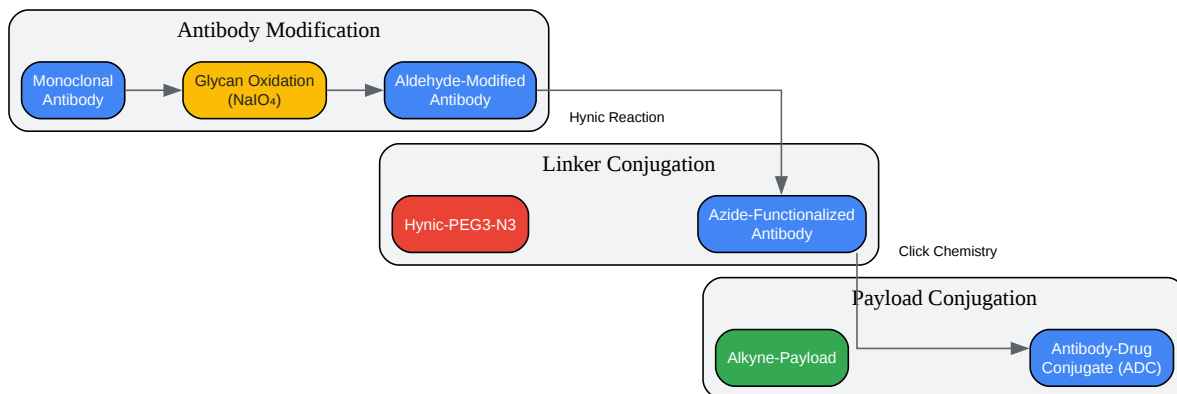 Antibody Modification
Monoclonal
Antibody
Glycan Oxidation
(NaIO₄)
Aldehyde-Modified
Antibody
Hynic Reaction
Linker Conjugation
Hynic-PEG3-N3
Azide-Functionalized
Antibody
Click Chemistry
Payload Conjugation
Alkyne-Payload
Antibody-Drug
Conjugate (ADC)